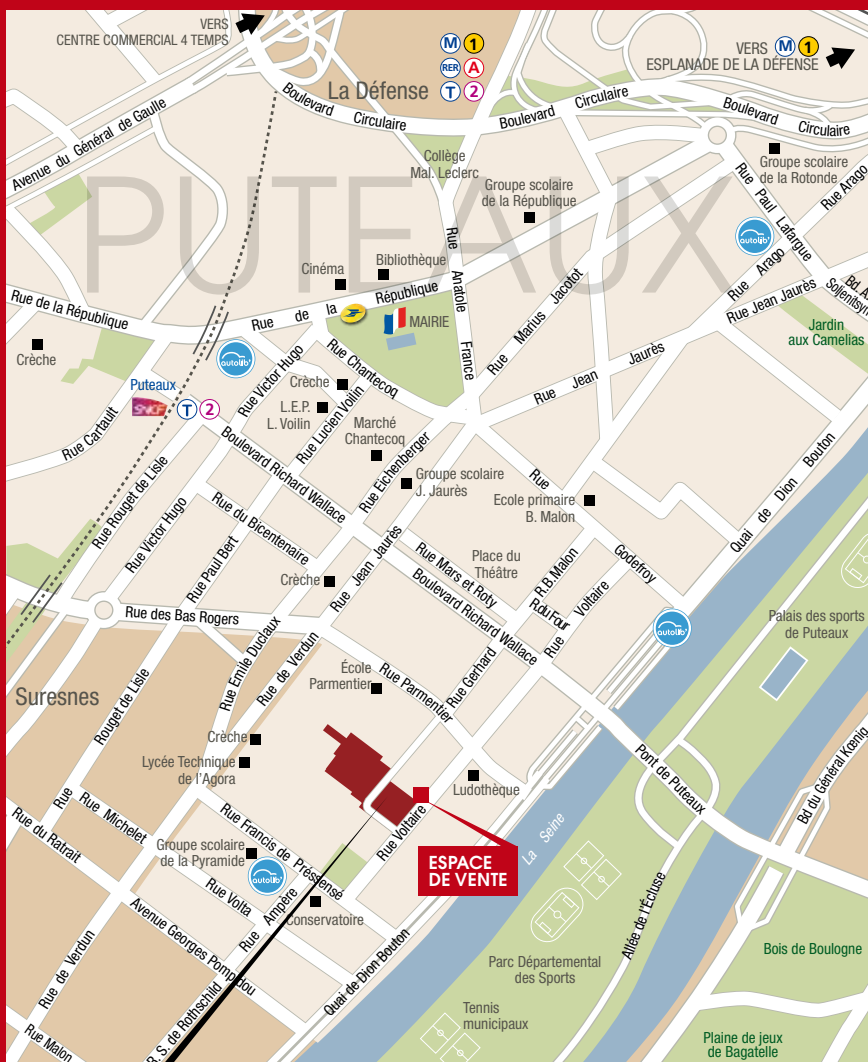 VERS
CENTRE COMMERCIAL 4 TEMPS
M 1
RER A
T 2
La Défense
VERS M 1
ESPLANADE DE LA DÉFENSE
Avenue du Général de Gaulle
Boulevard Circulaire
Boulevard Circulaire
Boulevard Circulaire
Collège
Mal. Leclerc
Groupe scolaire
de la République
Groupe scolaire
de la Rotonde
PUTEAUX
Rue Paul Lafargue
Rue Arago
Rue Arago
autolib'
Bd. A.
Soljenitsyn
Cinéma
Bibliothèque
Rue Anatole France
Rue Marius Jacotot
Rue de la République
Rue de la République
MAIRIE
Rue Jean Jaurès
Rue Jean Jaurès
Jardin
aux Camelias
Crèche
autolib'
Puteaux
SNCF T 2
Rue Cartault
Rue Victor Hugo
Rue Chantecoq
Crèche
L.E.P.
L. Voilin
Rue Lucien Voilin
Marché
Chantecoq
Rue Eichenberger
Groupe scolaire
J. Jaurès
Boulevard Richard Wallace
Rue Rouget de Lisle
Rue Victor Hugo
Rue du Bicentenaire
Rue Paul Bert
Crèche
Rue Jean Jaurès
Ecole primaire
B. Malon
Rue Godefroy
Quai de Dion Bouton
Place du
Théâtre
Rue Mars et Roty
Boulevard Richard Wallace
R.B.Malon
R.du Four
Rue Voltaire
autolib'
Palais des sports
de Puteaux
Rue des Bas Rogers
Rue Emile Duclaux
Rue de Verdun
École
Parmentier
Rue Parmentier
Rue Gerhard
Suresnes
Rue Rouget de Lisle
Crèche
Lycée Technique
de l'Agora
Ludothèque
Pont de Puteaux
Bd du Général Kœnig
Rue du Ratrait
Rue Michelet
Groupe scolaire
de la Pyramide
autolib'
Rue Francis de Préssensé
Rue Voltaire
ESPACE
DE VENTE
La Seine
Rue Volta
Rue Ampère
Conservatoire
Avenue Georges Pompidou
Rue de Verdun
Quai de Dion Bouton
Parc Départemental
des Sports
Allée de l'Écluse
Bois de Boulogne
Rue Malon
R. S. de Rothschild
Tennis
municipaux
Plaine de jeux
de Bagatelle